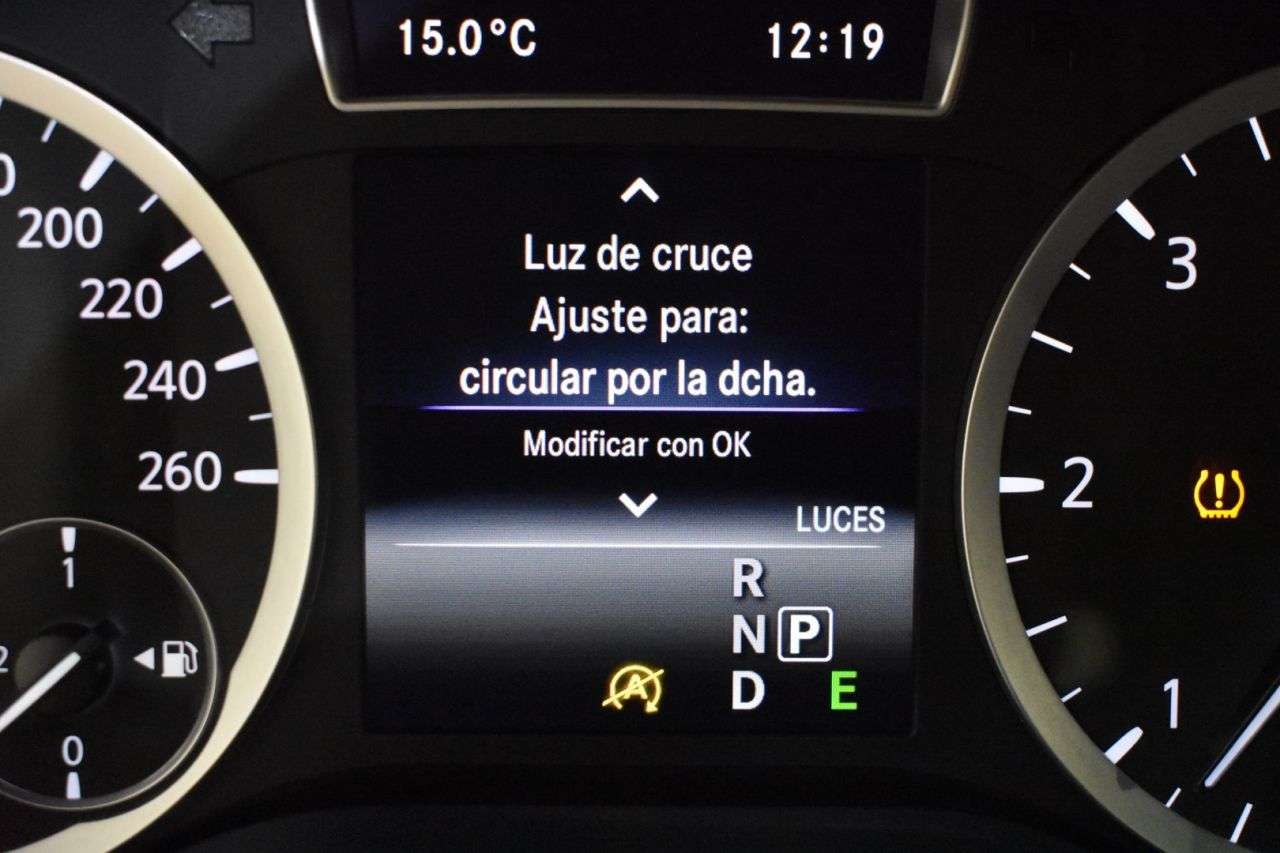 15.0°C
12:19
Luz de cruce
Ajuste para:
circular por la dcha.
Modificar con OK
LUCES
R
N P
D E
A
200
220
240
260
1
0
3
2
1